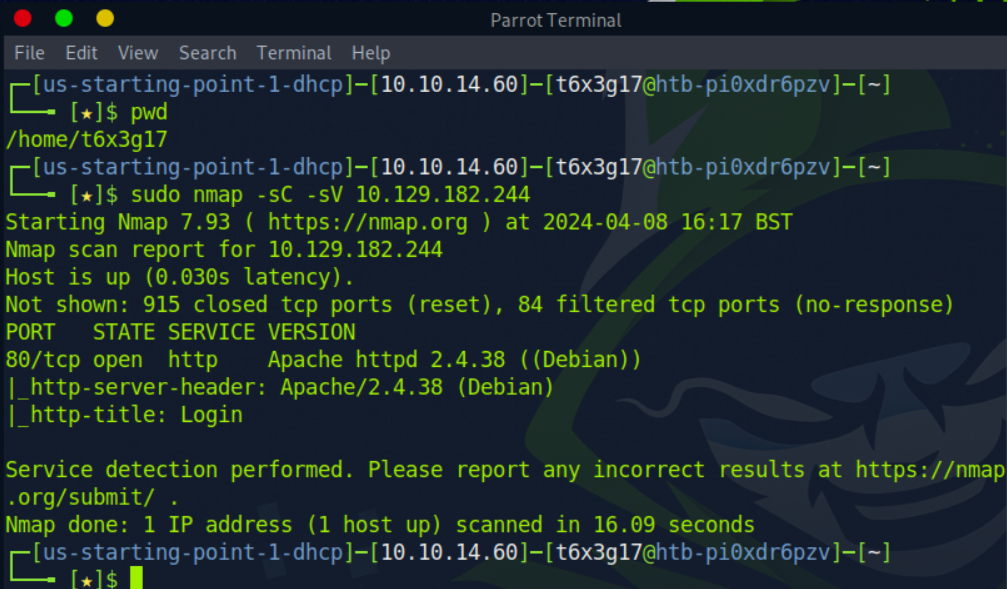 Parrot Terminal
File Edit View Search Terminal Help
┌─[us-starting-point-1-dhcp]─[10.10.14.60]─[t6x3g17@htb-pi0xdr6pzv]─[~]
└──╼ [★]$ pwd
/home/t6x3g17
┌─[us-starting-point-1-dhcp]─[10.10.14.60]─[t6x3g17@htb-pi0xdr6pzv]─[~]
└──╼ [★]$ sudo nmap -sC -sV 10.129.182.244
Starting Nmap 7.93 ( https://nmap.org ) at 2024-04-08 16:17 BST
Nmap scan report for 10.129.182.244
Host is up (0.030s latency).
Not shown: 915 closed tcp ports (reset), 84 filtered tcp ports (no-response)
PORT   STATE SERVICE VERSION
80/tcp open  http    Apache httpd 2.4.38 ((Debian))
|_http-server-header: Apache/2.4.38 (Debian)
|_http-title: Login
Service detection performed. Please report any incorrect results at https://nmap
.org/submit/ .
Nmap done: 1 IP address (1 host up) scanned in 16.09 seconds
┌─[us-starting-point-1-dhcp]─[10.10.14.60]─[t6x3g17@htb-pi0xdr6pzv]─[~]
└──╼ [★]$